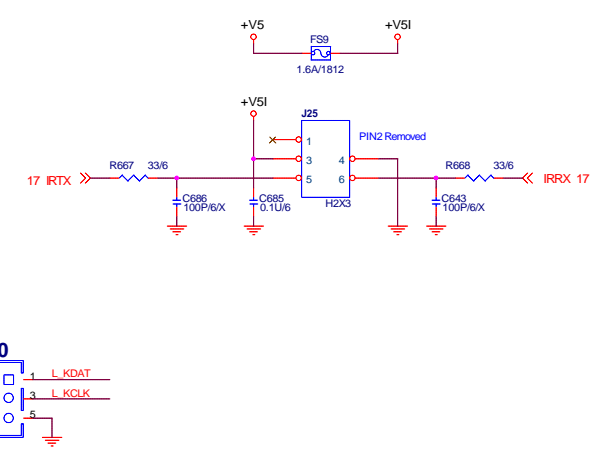 +V5 +V5I
FS9
1.6A/1812
+V5I
J25
PIN2 Removed
1
3 4
5 6
H2X3
17 IRTX
R667 33/6
R668 33/6
IRRX 17
C686
100P/6/X
C685
0.1U/6
C643
100P/6/X
0
1 L_KDAT
3 L_KCLK
5